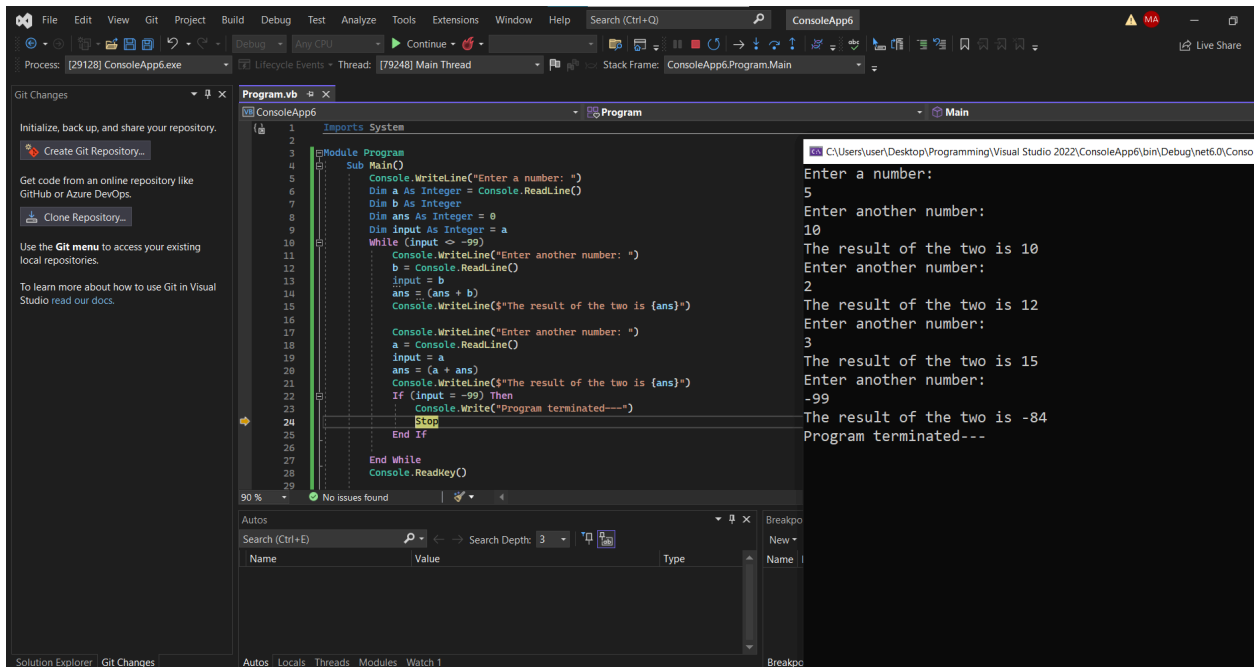 File Edit View Git Project Build Debug Test Analyze Tools Extensions Window Help Search (Ctrl+Q) ConsoleApp6 MA
Debug Any CPU Continue Live Share
Process: [29128] ConsoleApp6.exe Lifecycle Events Thread: [79248] Main Thread Stack Frame: ConsoleApp6.Program.Main
Git Changes
Initialize, back up, and share your repository.
Create Git Repository...
Get code from an online repository like
GitHub or Azure DevOps.
Clone Repository...
Use the Git menu to access your existing
local repositories.
To learn more about how to use Git in Visual
Studio read our docs.
Solution Explorer Git Changes
Program.vb
VB ConsoleApp6 Program Main
1 Imports System
2
3 Module Program
4 Sub Main()
5 Console.WriteLine("Enter a number: ")
6 Dim a As Integer = Console.ReadLine()
7 Dim b As Integer
8 Dim ans As Integer = 0
9 Dim input As Integer = a
10 While (input <> -99)
11 Console.WriteLine("Enter another number: ")
12 b = Console.ReadLine()
13 input = b
14 ans = (ans + b)
15 Console.WriteLine($"The result of the two is {ans}")
16
17 Console.WriteLine("Enter another number: ")
18 a = Console.ReadLine()
19 input = a
20 ans = (a + ans)
21 Console.WriteLine($"The result of the two is {ans}")
22 If (input = -99) Then
23 Console.Write("Program terminated---")
24 Stop
25 End If
26
27 End While
28 Console.ReadKey()
29
90 % No issues found
Autos
Search (Ctrl+E) Search Depth: 3
Name Value Type
Autos Locals Threads Modules Watch 1
Breakpo
New
Name
Breakpo
C:\Users\user\Desktop\Programming\Visual Studio 2022\ConsoleApp6\bin\Debug\net6.0\Conso
Enter a number:
5
Enter another number:
10
The result of the two is 10
Enter another number:
2
The result of the two is 12
Enter another number:
3
The result of the two is 15
Enter another number:
-99
The result of the two is -84
Program terminated---